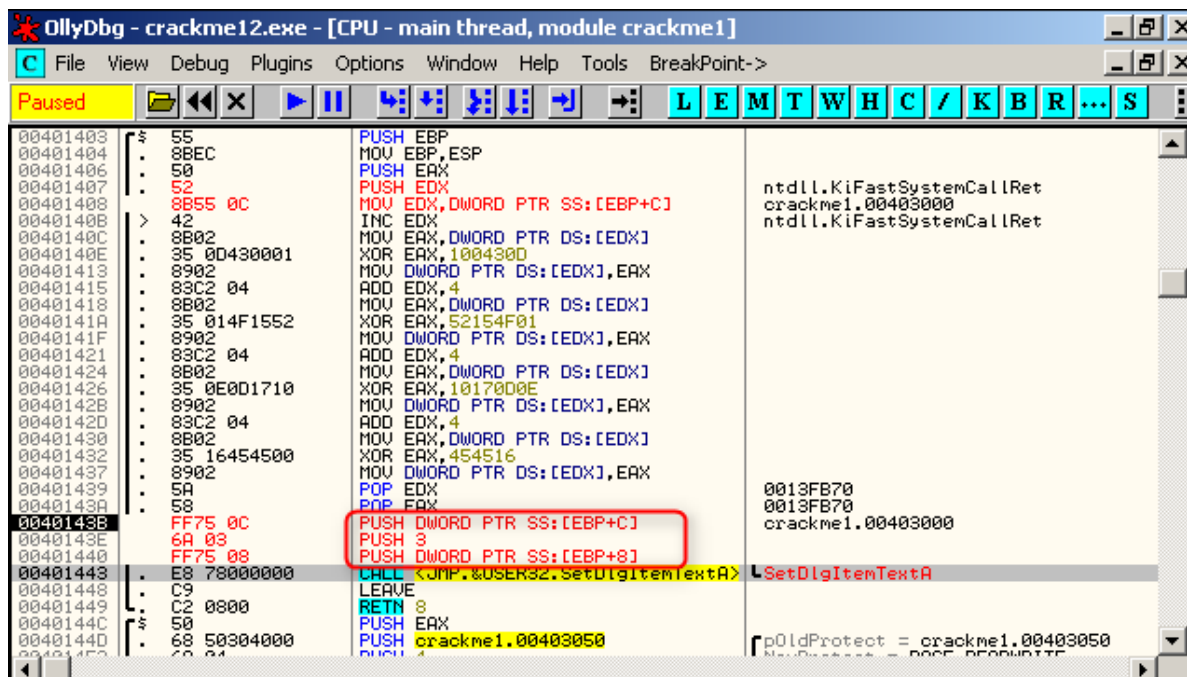 OllyDbg - crackme12.exe - [CPU - main thread, module crackme1]
C File View Debug Plugins Options Window Help Tools BreakPoint->
Paused L E M T W H C / K B R ... S
00401403 $ 55 PUSH EBP
00401404 . 8BEC MOV EBP,ESP
00401406 . 50 PUSH EAX
00401407 . 52 PUSH EDX ntdll.KiFastSystemCallRet
00401408 8B55 0C MOV EDX,DWORD PTR SS:[EBP+C] crackme1.00403000
0040140B > 42 INC EDX ntdll.KiFastSystemCallRet
0040140C . 8B02 MOV EAX,DWORD PTR DS:[EDX]
0040140E . 35 0D430001 XOR EAX,100430D
00401413 . 8902 MOV DWORD PTR DS:[EDX],EAX
00401415 . 83C2 04 ADD EDX,4
00401418 . 8B02 MOV EAX,DWORD PTR DS:[EDX]
0040141A . 35 014F1552 XOR EAX,52154F01
0040141F . 8902 MOV DWORD PTR DS:[EDX],EAX
00401421 . 83C2 04 ADD EDX,4
00401424 . 8B02 MOV EAX,DWORD PTR DS:[EDX]
00401426 . 35 0E0D1710 XOR EAX,10170D0E
0040142B . 8902 MOV DWORD PTR DS:[EDX],EAX
0040142D . 83C2 04 ADD EDX,4
00401430 . 8B02 MOV EAX,DWORD PTR DS:[EDX]
00401432 . 35 16454500 XOR EAX,454516
00401437 . 8902 MOV DWORD PTR DS:[EDX],EAX
00401439 . 5A POP EDX 0013FB70
0040143A . 58 POP EAX 0013FB70
0040143B FF75 0C PUSH DWORD PTR SS:[EBP+C] crackme1.00403000
0040143E 6A 03 PUSH 3
00401440 FF75 08 PUSH DWORD PTR SS:[EBP+8]
00401443 . E8 78000000 CALL <JMP.&USER32.SetDlgItemTextA> SetDlgItemTextA
00401448 . C9 LEAVE
00401449 . C2 0800 RETN 8
0040144C $ 50 PUSH EAX
0040144D . 68 50304000 PUSH crackme1.00403050 pOldProtect = crackme1.00403050